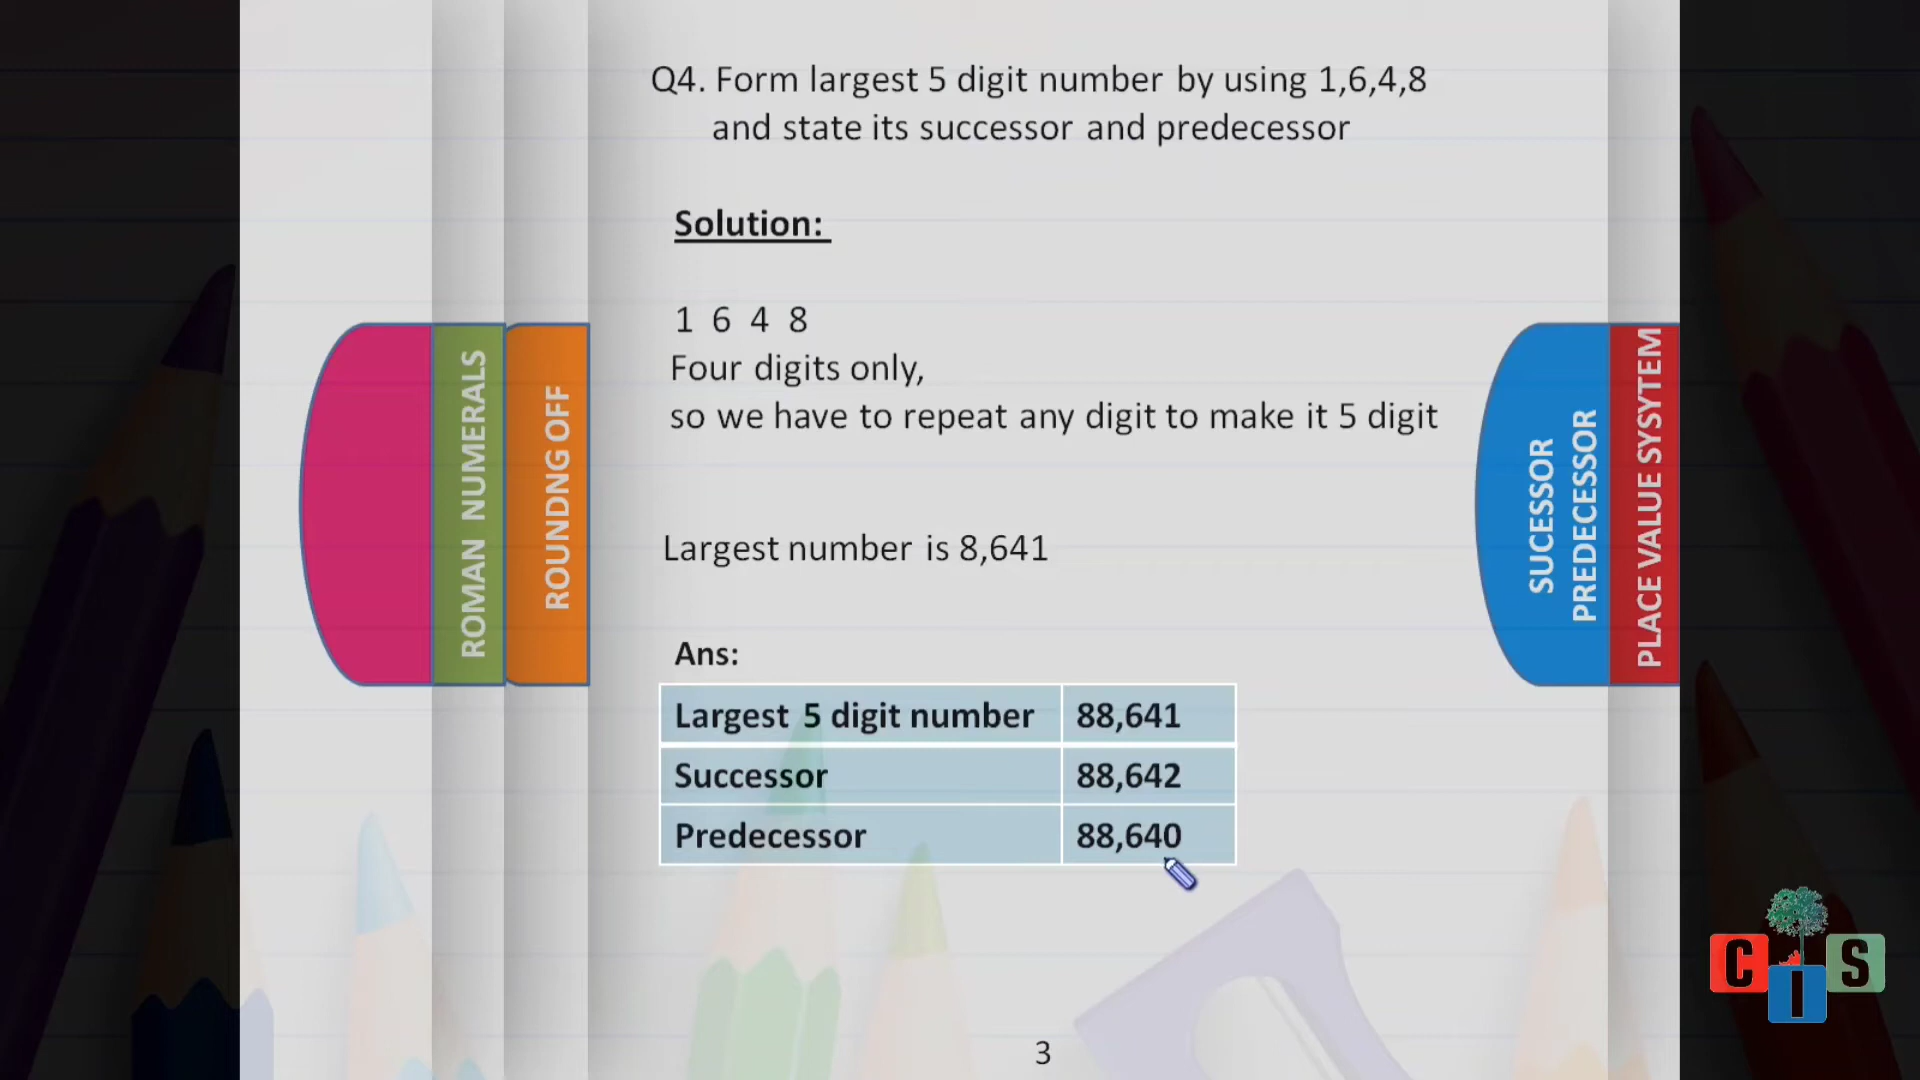 Q4. Form largest 5 digit number by using 1,6,4,8
and state its successor and predecessor
Solution:
1 6 4 8
Four digits only,
so we have to repeat any digit to make it 5 digit
Largest number is 8,641
Ans:
Largest 5 digit number 88,641
Successor 88,642
Predecessor 88,640
ROMAN NUMERALS
ROUNDNG OFF
SUCESSOR
PREDECESSOR
PLACE VALUE SYSYTEM
CIS
3